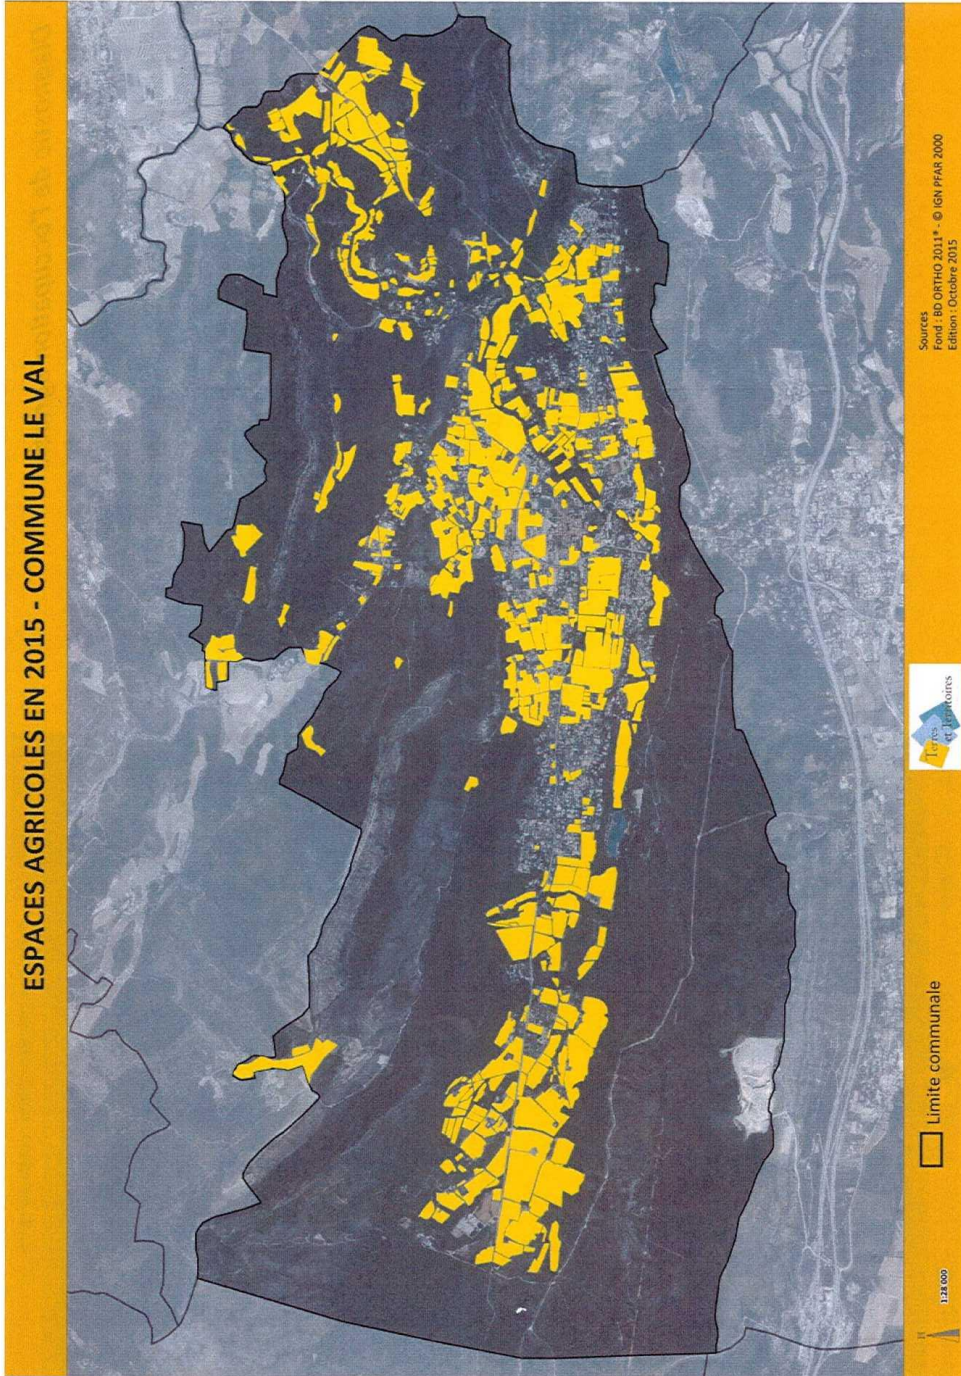 ESPACES AGRICOLES EN 2015 - COMMUNE LE VAL
Limite communale
1:28 000
Terres
et Territoires
Sources
Fond : BD ORTHO 2011® - © IGN PFAR 2000
Edition : Octobre 2015